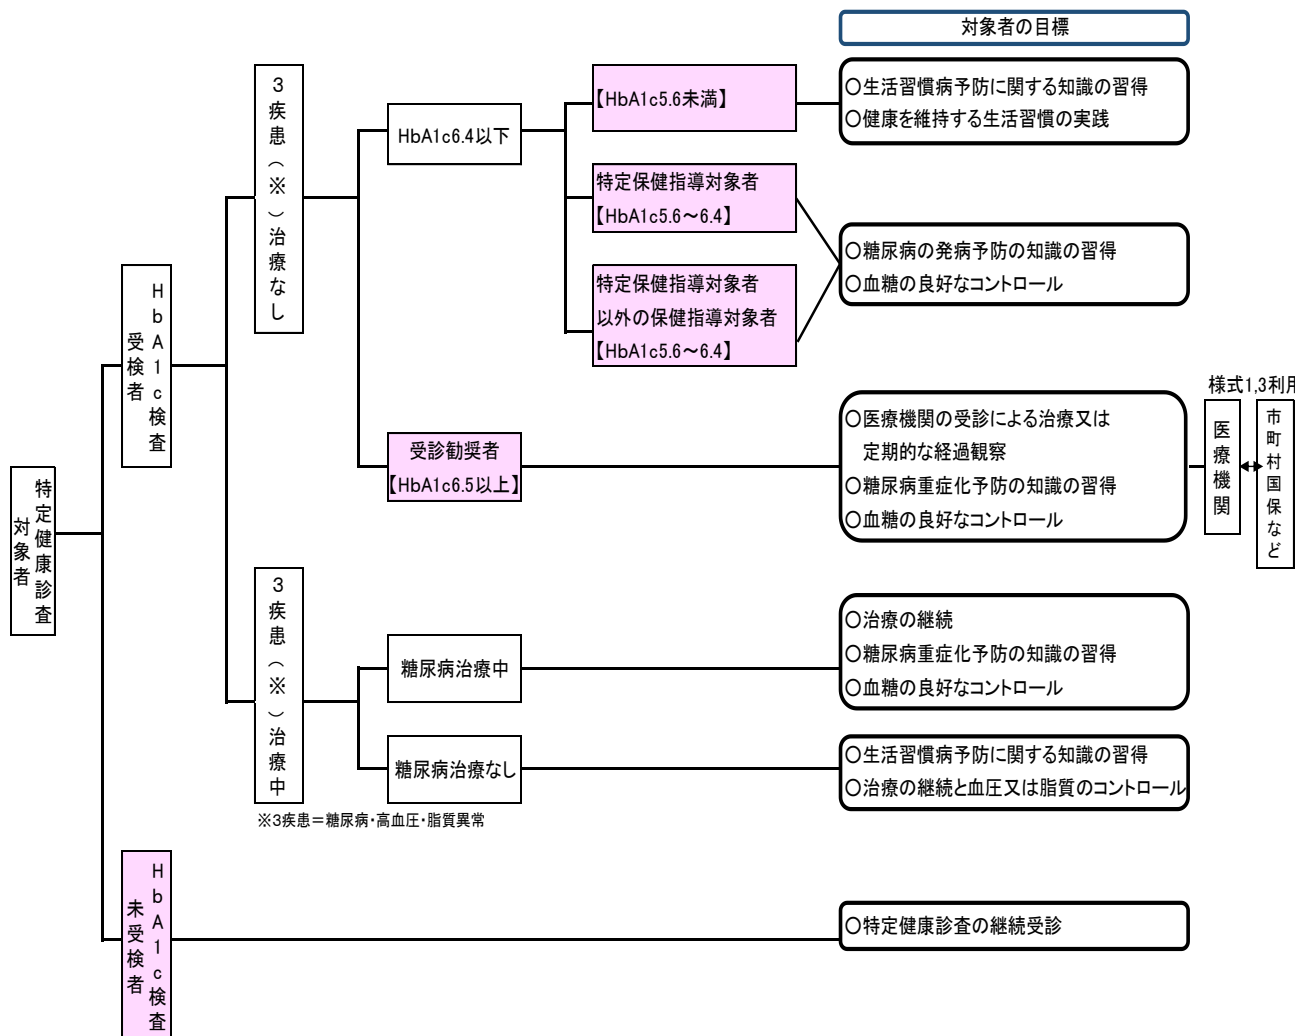 対象者の目標
特定健康診査
対象者
HbA1c検査
受検者
3疾患(※)治療なし
HbA1c6.4以下
【HbA1c5.6未満】
〇生活習慣病予防に関する知識の習得
〇健康を維持する生活習慣の実践
特定保健指導対象者
【HbA1c5.6～6.4】
特定保健指導対象者
以外の保健指導対象者
【HbA1c5.6～6.4】
〇糖尿病の発病予防の知識の習得
〇血糖の良好なコントロール
受診勧奨者
【HbA1c6.5以上】
〇医療機関の受診による治療又は
定期的な経過観察
〇糖尿病重症化予防の知識の習得
〇血糖の良好なコントロール
様式1,3利用
医療機関
市町村国保など
3疾患(※)治療中
糖尿病治療中
〇治療の継続
〇糖尿病重症化予防の知識の習得
〇血糖の良好なコントロール
糖尿病治療なし
〇生活習慣病予防に関する知識の習得
〇治療の継続と血圧又は脂質のコントロール
※3疾患＝糖尿病・高血圧・脂質異常
HbA1c検査
未受検者
〇特定健康診査の継続受診